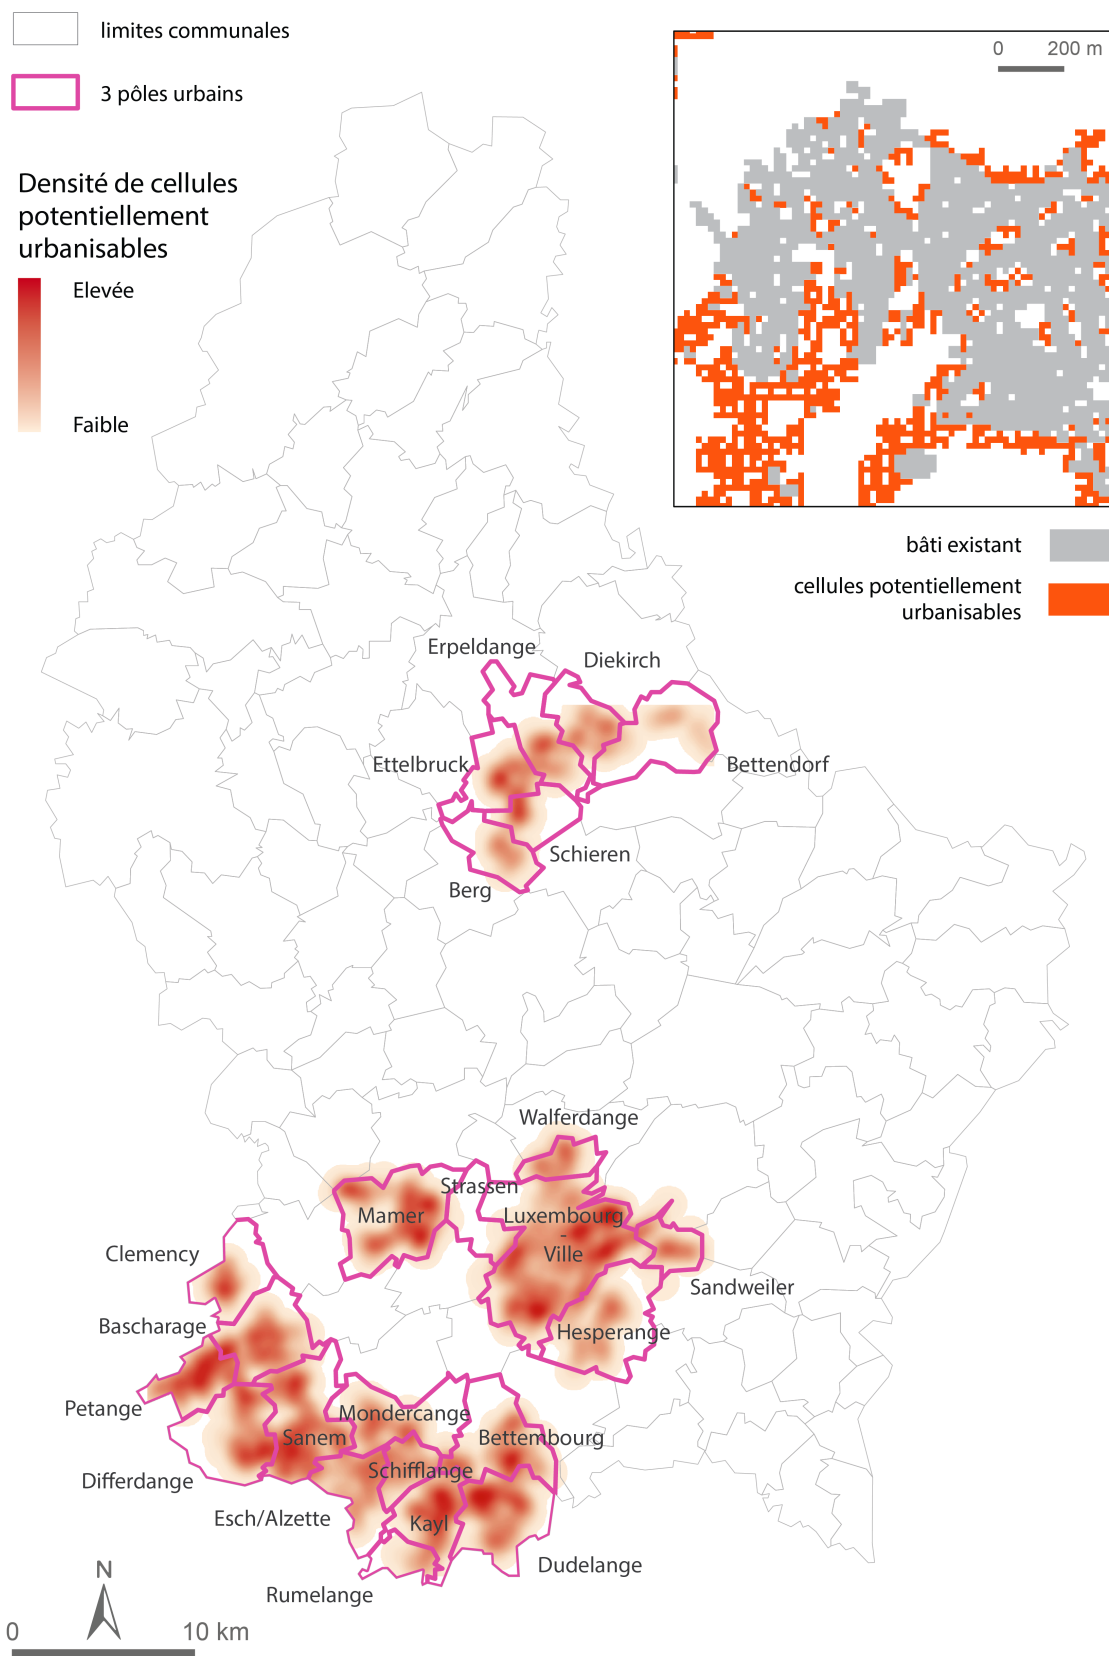 limites communales
3 pôles urbains
Densité de cellules
potentiellement
urbanisables
Elevée
Faible
0 200 m
bâti existant
cellules potentiellement
urbanisables
Erpeldange
Diekirch
Ettelbruck
Bettendorf
Schieren
Berg
Walferdange
Strassen
Mamer
Luxembourg
-
Ville
Clemency
Sandweiler
Bascharage
Hesperange
Petange
Mondercange
Sanem
Bettembourg
Schifflange
Differdange
Esch/Alzette
Kayl
Dudelange
Rumelange
N
0 10 km